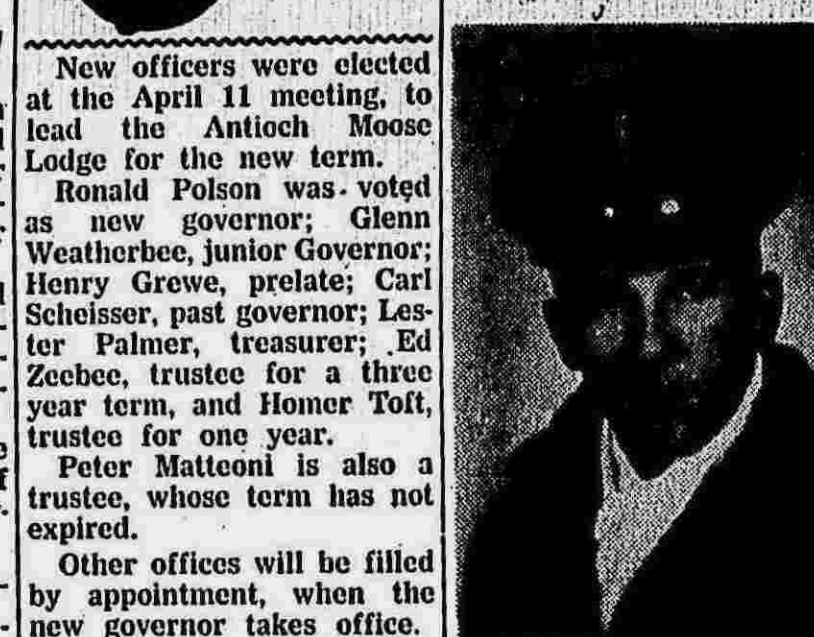 New officers were elected
at the April 11 meeting, to
lead the Antioch Moose
Lodge for the new term.
Ronald Polson was voted
as new governor; Glenn
Weatherbee, junior Governor;
Henry Grewe, prelate; Carl
Scheisser, past governor; Les-
ter Palmer, treasurer; Ed
Zeebee, trustee for a three
year term, and Homer Toft,
trustee for one year.
Peter Matteoni is also a
trustee, whose term has not
expired.
Other offices will be filled
by appointment, when the
new governor takes office.